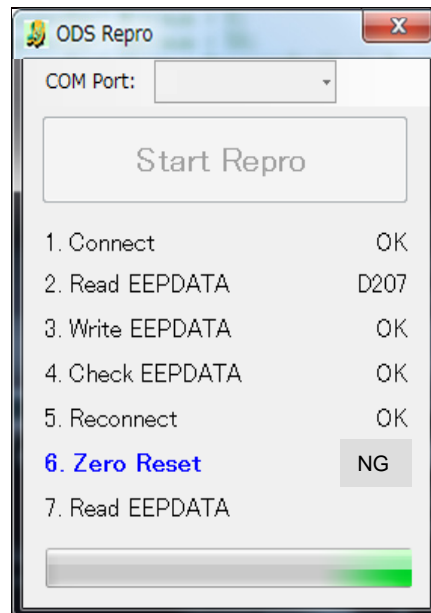 ODS Repro
X
COM Port:
Start Repro
1. Connect OK
2. Read EEPDATA D207
3. Write EEPDATA OK
4. Check EEPDATA OK
5. Reconnect OK
6. Zero Reset NG
7. Read EEPDATA